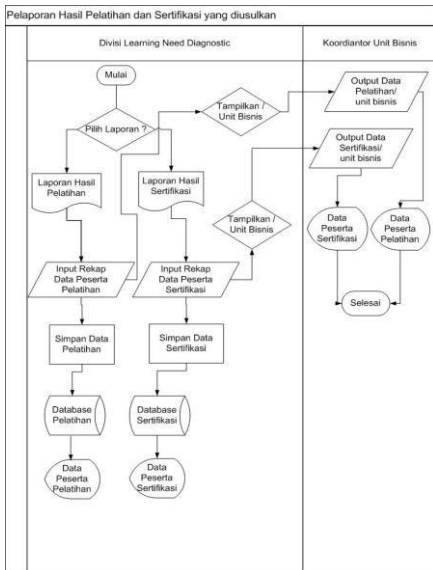 Pelaporan Hasil Pelatihan dan Sertifikasi yang diusulkan
Divisi Learning Need Diagnostic
Koordiantor Unit Bisnis
Mulai
Pilih Laporan ?
Tampilkan /
Unit Bisnis
Output Data
Pelatihan/
unit bisnis
Output Data
Sertifikasi/
unit bisnis
Laporan Hasil
Pelatihan
Laporan Hasil
Sertifikasi
Tampilkan /
Unit Bisnis
Data
Peserta
Sertifikasi
Data
Peserta
Pelatihan
Input Rekap
Data Peserta
Pelatihan
Input Rekap
Data Peserta
Sertifikasi
Selesai
Simpan Data
Pelatihan
Simpan Data
Sertifikasi
Database
Pelatihan
Database
Sertifikasi
Data
Peserta
Pelatihan
Data
Peserta
Sertifikasi